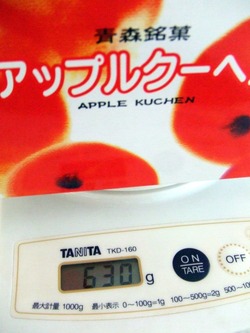 青森銘菓
アップルクーヘ
APPLE KUCHEN
TANITA TKD-160
630 g
ON
TARE
OFF
最大計量 1000g 最小表示 0~100g=1g 100~500g=2g 500~10